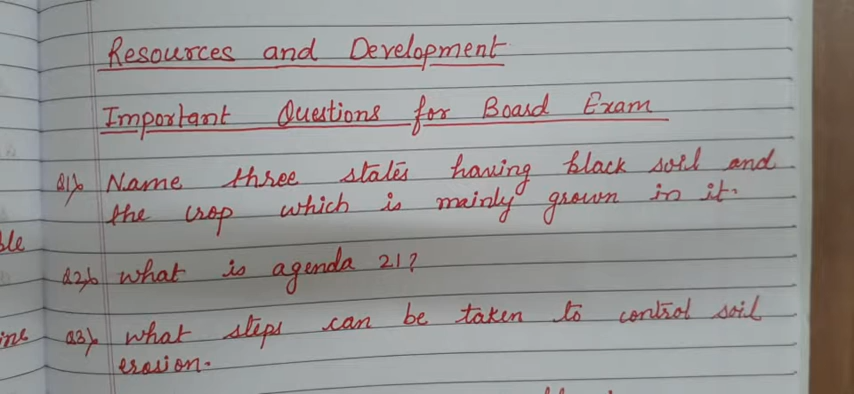 Resources and Development
Important Questions for Board Exam
Q1) Name three states having black soil and
the crop which is mainly grown in it.
Q2) what is agenda 21?
Q3) what steps can be taken to control soil
erosion.